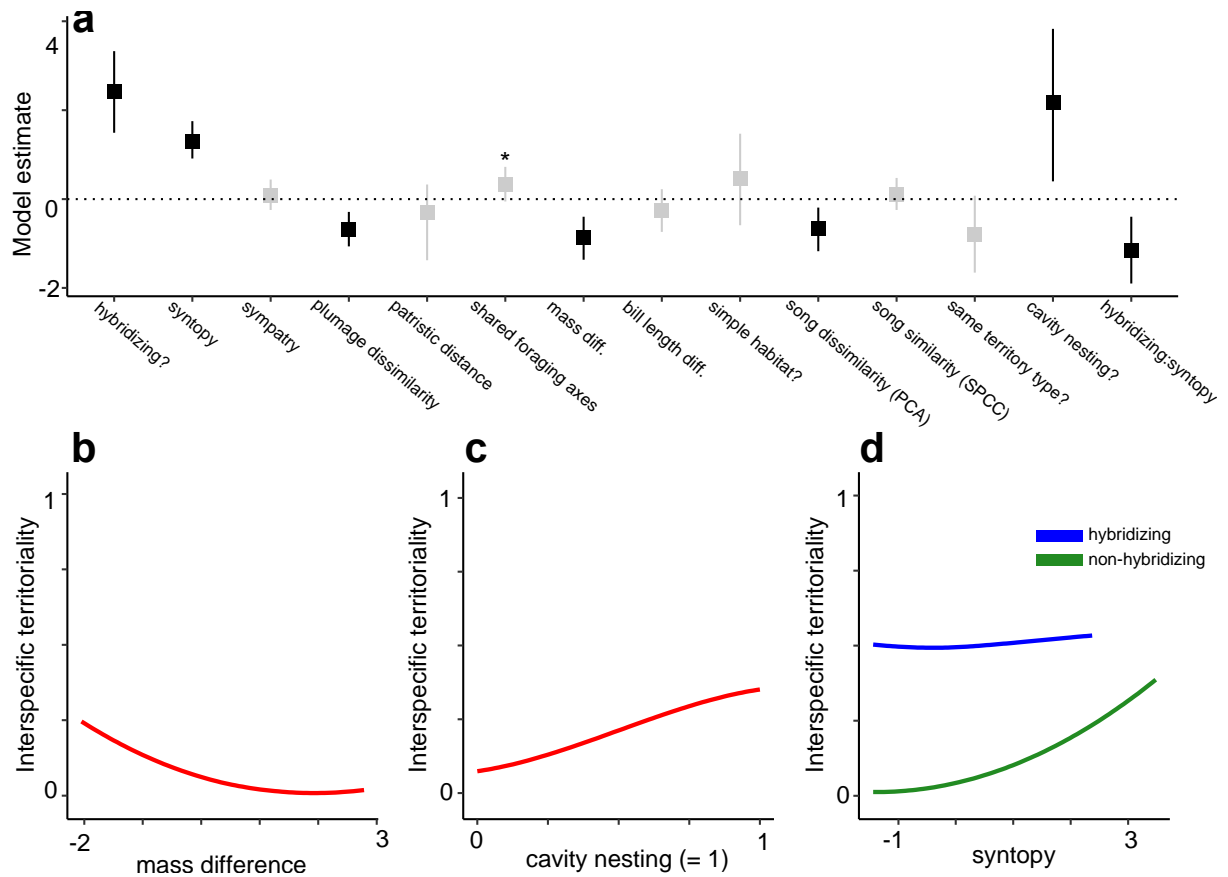 a
4
0
-2
Model estimate
*
hybridizing?
syntopy
sympatry
plumage dissimilarity
patristic distance
shared foraging axes
mass diff.
bill length diff.
simple habitat?
song dissimilarity (PCA)
song similarity (SPCC)
same territory type?
cavity nesting?
hybridizing:syntopy
b
1
0
Interspecific territoriality
-2
3
mass difference
c
1
0
Interspecific territoriality
0
1
cavity nesting (= 1)
d
1
0
Interspecific territoriality
hybridizing
non-hybridizing
-1
3
syntopy